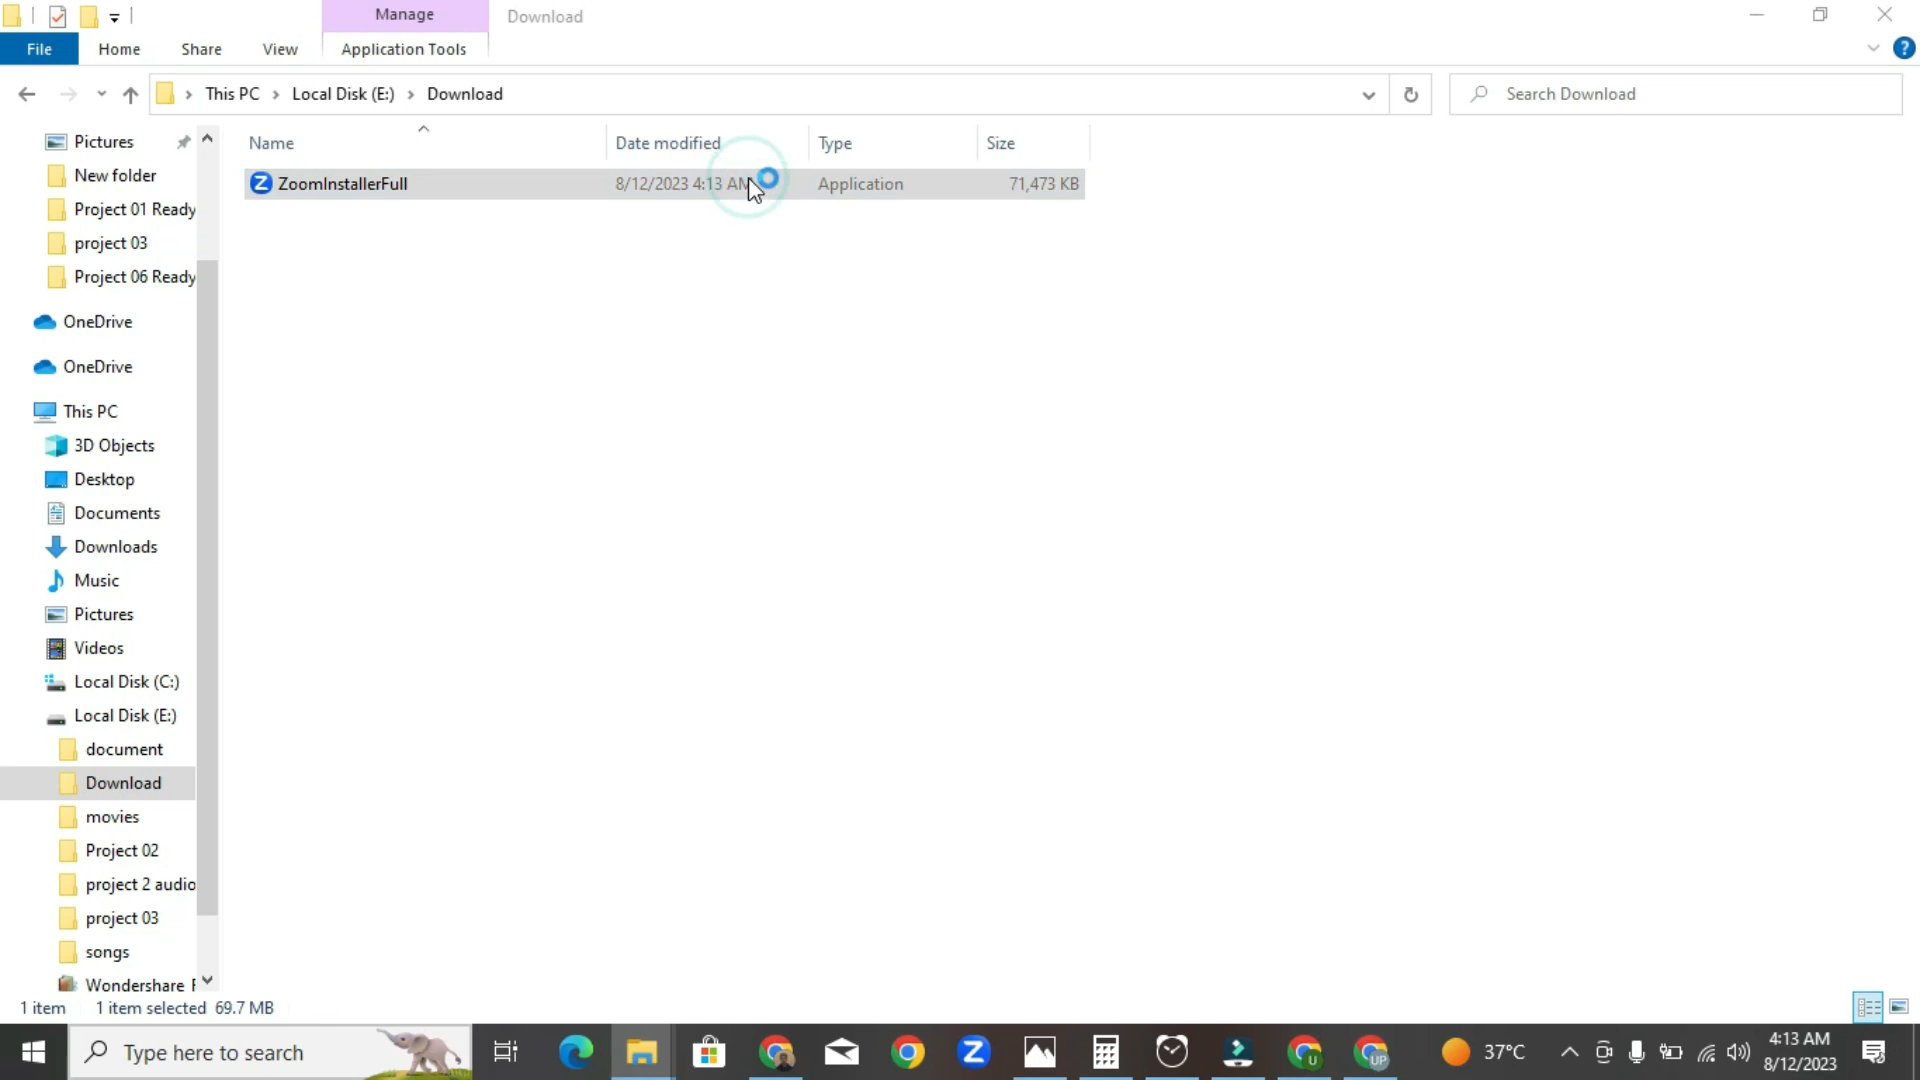 Manage
Download
File
Home
Share
View
Application Tools
This PC
Local Disk (E:)
Download
Search Download
Name
Date modified
Type
Size
ZoomInstallerFull
8/12/2023 4:13 AM
Application
71,473 KB
Pictures
New folder
Project 01 Ready
project 03
Project 06 Ready
OneDrive
OneDrive
This PC
3D Objects
Desktop
Documents
Downloads
Music
Pictures
Videos
Local Disk (C:)
Local Disk (E:)
document
Download
movies
Project 02
project 2 audio
project 03
songs
Wondershare F
1 item
1 item selected 69.7 MB
Type here to search
U
UP
37°C
4:13 AM
8/12/2023